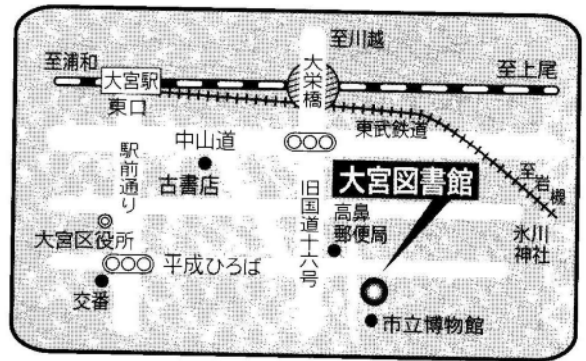 至川越
至浦和
大宮駅
大栄橋
至上尾
東口
東武鉄道
中山道
駅前通り
古書店
大宮図書館
至岩槻
旧国道十六号
高鼻
郵便局
氷川
神社
大宮区役所
平成ひろば
交番
市立博物館